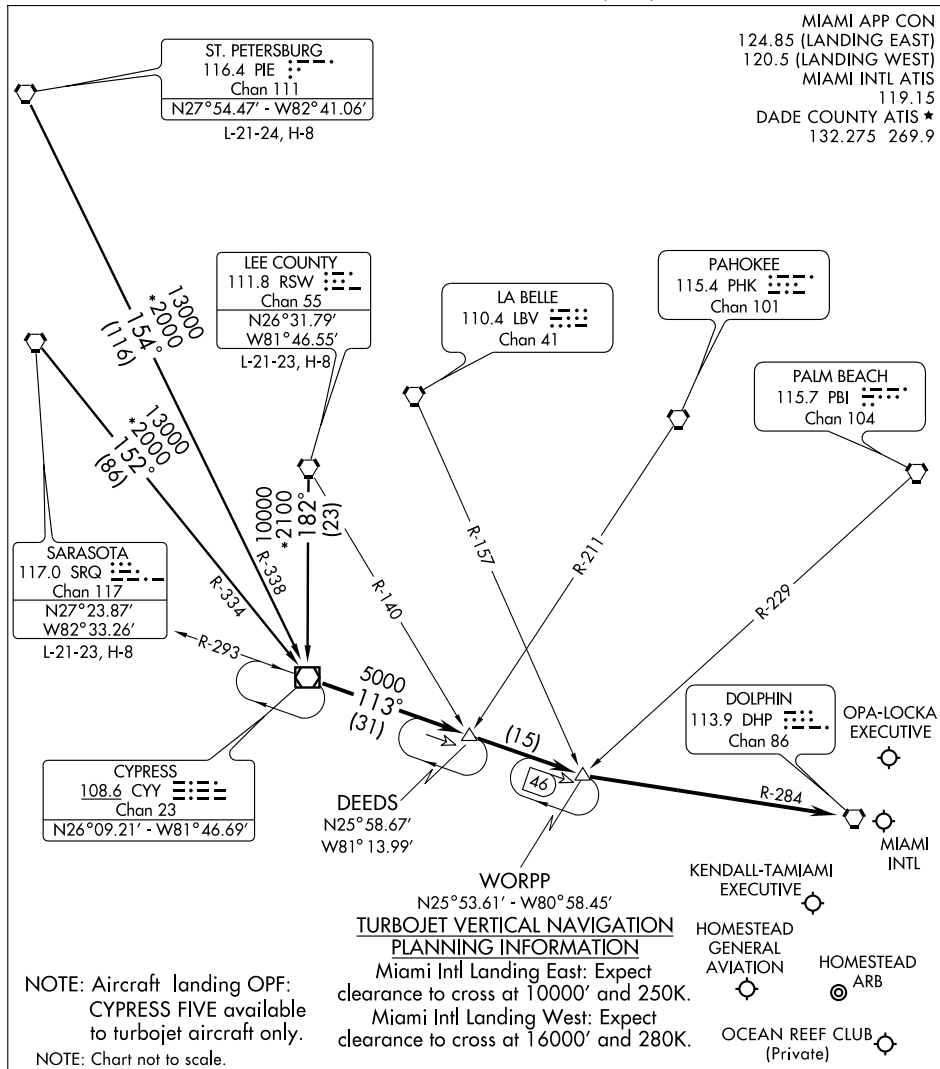 MIAMI APP CON
124.85 (LANDING EAST)
120.5 (LANDING WEST)
MIAMI INTL ATIS
119.15
DADE COUNTY ATIS ★
132.275 269.9
ST. PETERSBURG
116.4 PIE
Chan 111
N27°54.47′ - W82°41.06′
L-21-24, H-8
LEE COUNTY
111.8 RSW
Chan 55
N26°31.79′
W81°46.55′
L-21-23, H-8
LA BELLE
110.4 LBV
Chan 41
PAHOKEE
115.4 PHK
Chan 101
PALM BEACH
115.7 PBI
Chan 104
13000
*2000
154°
(116)
13000
*2000
152°
(86)
10000
*2100
182°
(23)
R-338
R-334
R-140
R-157
R-211
R-229
SARASOTA
117.0 SRQ
Chan 117
N27°23.87′
W82°33.26′
L-21-23, H-8
R-293
5000
113°
(31)
(15)
46
R-284
DOLPHIN
113.9 DHP
Chan 86
OPA-LOCKA
EXECUTIVE
CYPRESS
108.6 CYY
Chan 23
N26°09.21′ - W81°46.69′
DEEDS
N25°58.67′
W81°13.99′
MIAMI
INTL
WORPP
N25°53.61′ - W80°58.45′
KENDALL-TAMIAMI
EXECUTIVE
HOMESTEAD
GENERAL
AVIATION
HOMESTEAD
ARB
OCEAN REEF CLUB
(Private)
TURBOJET VERTICAL NAVIGATION
PLANNING INFORMATION
Miami Intl Landing East: Expect
clearance to cross at 10000′ and 250K.
Miami Intl Landing West: Expect
clearance to cross at 16000′ and 280K.
NOTE: Aircraft landing OPF:
CYPRESS FIVE available
to turbojet aircraft only.
NOTE: Chart not to scale.